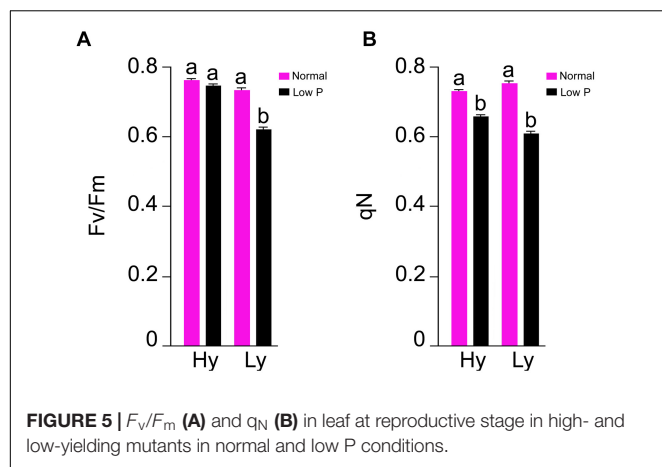 A
B
0.8
0.6
0.4
0.2
0
Fv/Fm
a a a b
Normal
Low P
Hy Ly
0.8
0.6
0.4
0.2
0
qN
a b a b
Normal
Low P
Hy Ly
FIGURE 5 | Fv/Fm (A) and qN (B) in leaf at reproductive stage in high- and
low-yielding mutants in normal and low P conditions.